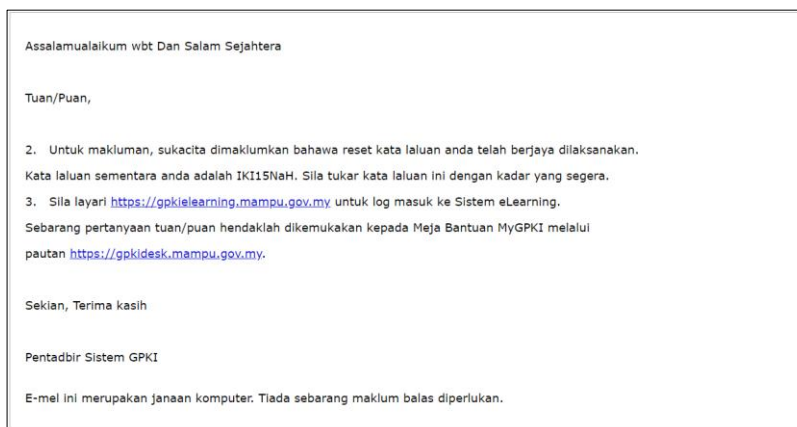 Assalamualaikum wbt Dan Salam Sejahtera
Tuan/Puan,
2. Untuk makluman, sukacita dimaklumkan bahawa reset kata laluan anda telah berjaya dilaksanakan.
Kata laluan sementara anda adalah IKI15NaH. Sila tukar kata laluan ini dengan kadar yang segera.
3. Sila layari https://gpkielearning.mampu.gov.my untuk log masuk ke Sistem eLearning.
Sebarang pertanyaan tuan/puan hendaklah dikemukakan kepada Meja Bantuan MyGPKI melalui
pautan https://gpkidesk.mampu.gov.my.
Sekian, Terima kasih
Pentadbir Sistem GPKI
E-mel ini merupakan janaan komputer. Tiada sebarang maklum balas diperlukan.